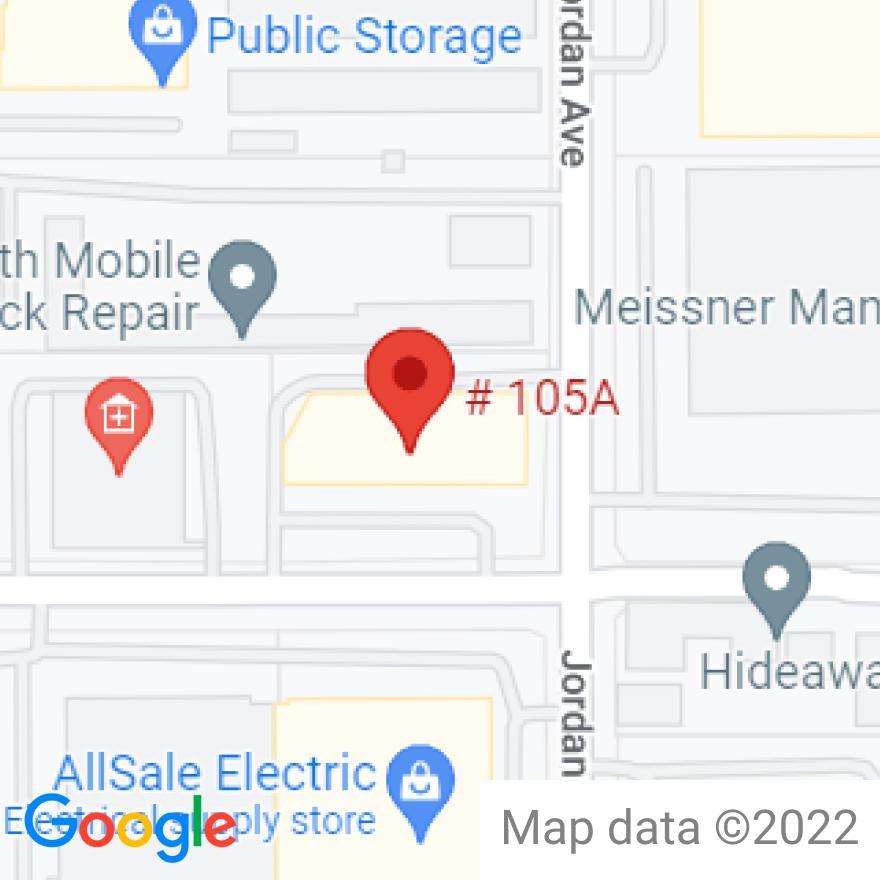 Public Storage
ordan Ave
th Mobile
ck Repair
Meissner Man
# 105A
Hideawa
Jordan
AllSale Electric
Electrical supply store
Google
Map data ©2022